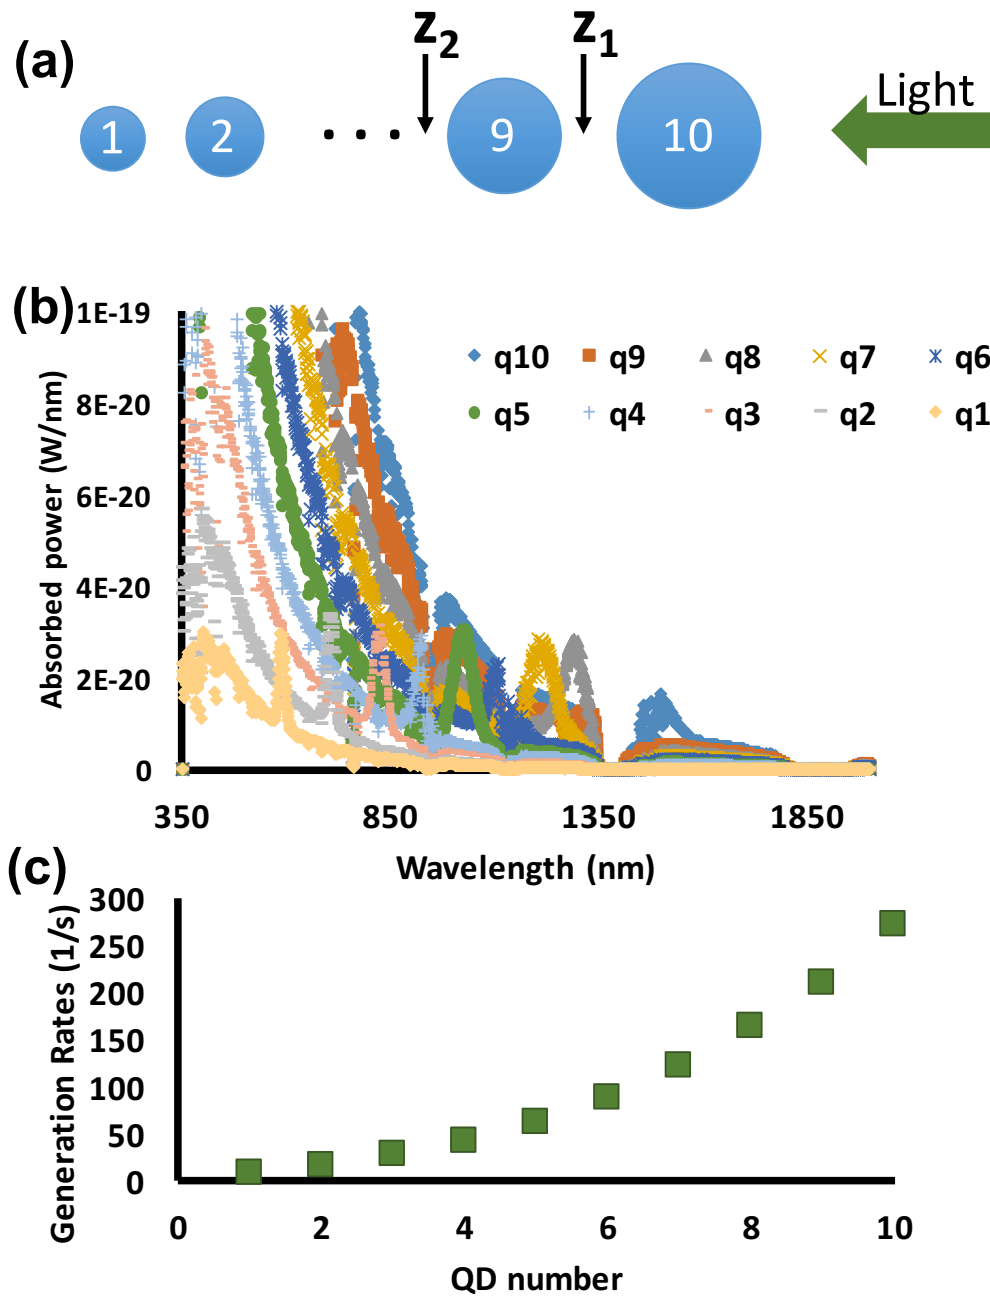 (a)
z2
z1
Light
1
2
. . .
9
10
(b)
1E-19
8E-20
6E-20
4E-20
2E-20
0
Absorbed power (W/nm)
q10 q9 q8 q7 q6
q5 q4 q3 q2 q1
350 850 1350 1850
Wavelength (nm)
(c)
300
250
200
150
100
50
0
Generation Rates (1/s)
0 2 4 6 8 10
QD number